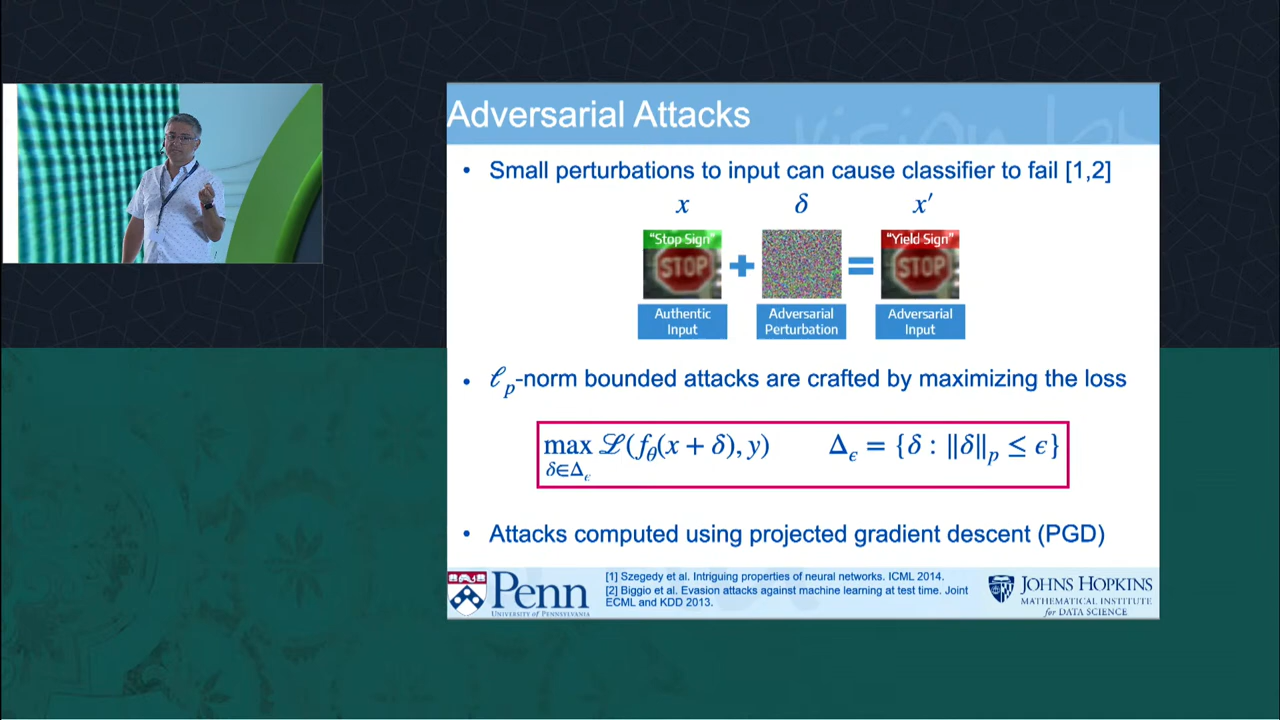 Adversarial Attacks
• Small perturbations to input can cause classifier to fail [1,2]
x δ x′
"Stop Sign" "Yield Sign"
STOP + = STOP
Authentic Input
Adversarial Perturbation
Adversarial Input
• ℓp-norm bounded attacks are crafted by maximizing the loss
max ℒ(fθ(x + δ), y) Δϵ = {δ : ||δ||p ≤ ϵ}
δ∈Δϵ
• Attacks computed using projected gradient descent (PGD)
Penn
UNIVERSITY OF PENNSYLVANIA
[1] Szegedy et al. Intriguing properties of neural networks. ICML 2014.
[2] Biggio et al. Evasion attacks against machine learning at test time. Joint
ECML and KDD 2013.
JOHNS HOPKINS
MATHEMATICAL INSTITUTE
for DATA SCIENCE